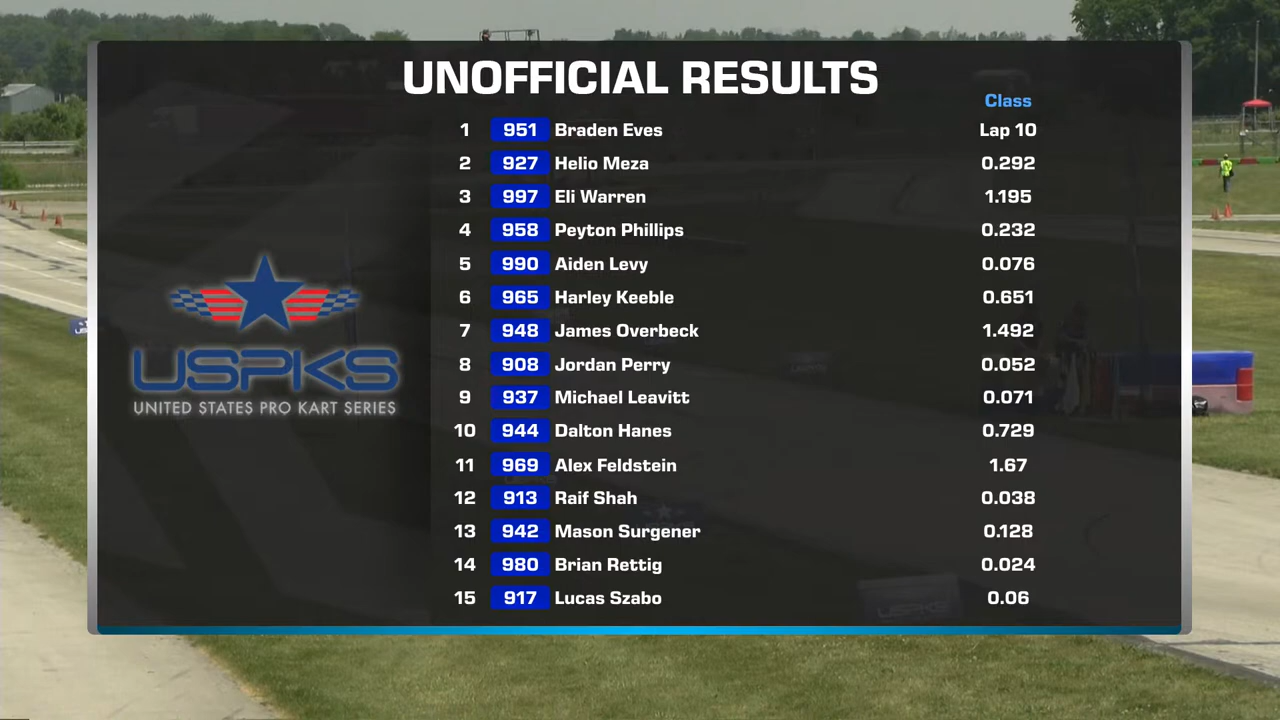 UNOFFICIAL RESULTS
Class
1 951 Braden Eves Lap 10
2 927 Helio Meza 0.292
3 997 Eli Warren 1.195
4 958 Peyton Phillips 0.232
5 990 Aiden Levy 0.076
6 965 Harley Keeble 0.651
7 948 James Overbeck 1.492
8 908 Jordan Perry 0.052
9 937 Michael Leavitt 0.071
10 944 Dalton Hanes 0.729
11 969 Alex Feldstein 1.67
12 913 Raif Shah 0.038
13 942 Mason Surgener 0.128
14 980 Brian Rettig 0.024
15 917 Lucas Szabo 0.06
USPKS
UNITED STATES PRO KART SERIES
USPKS